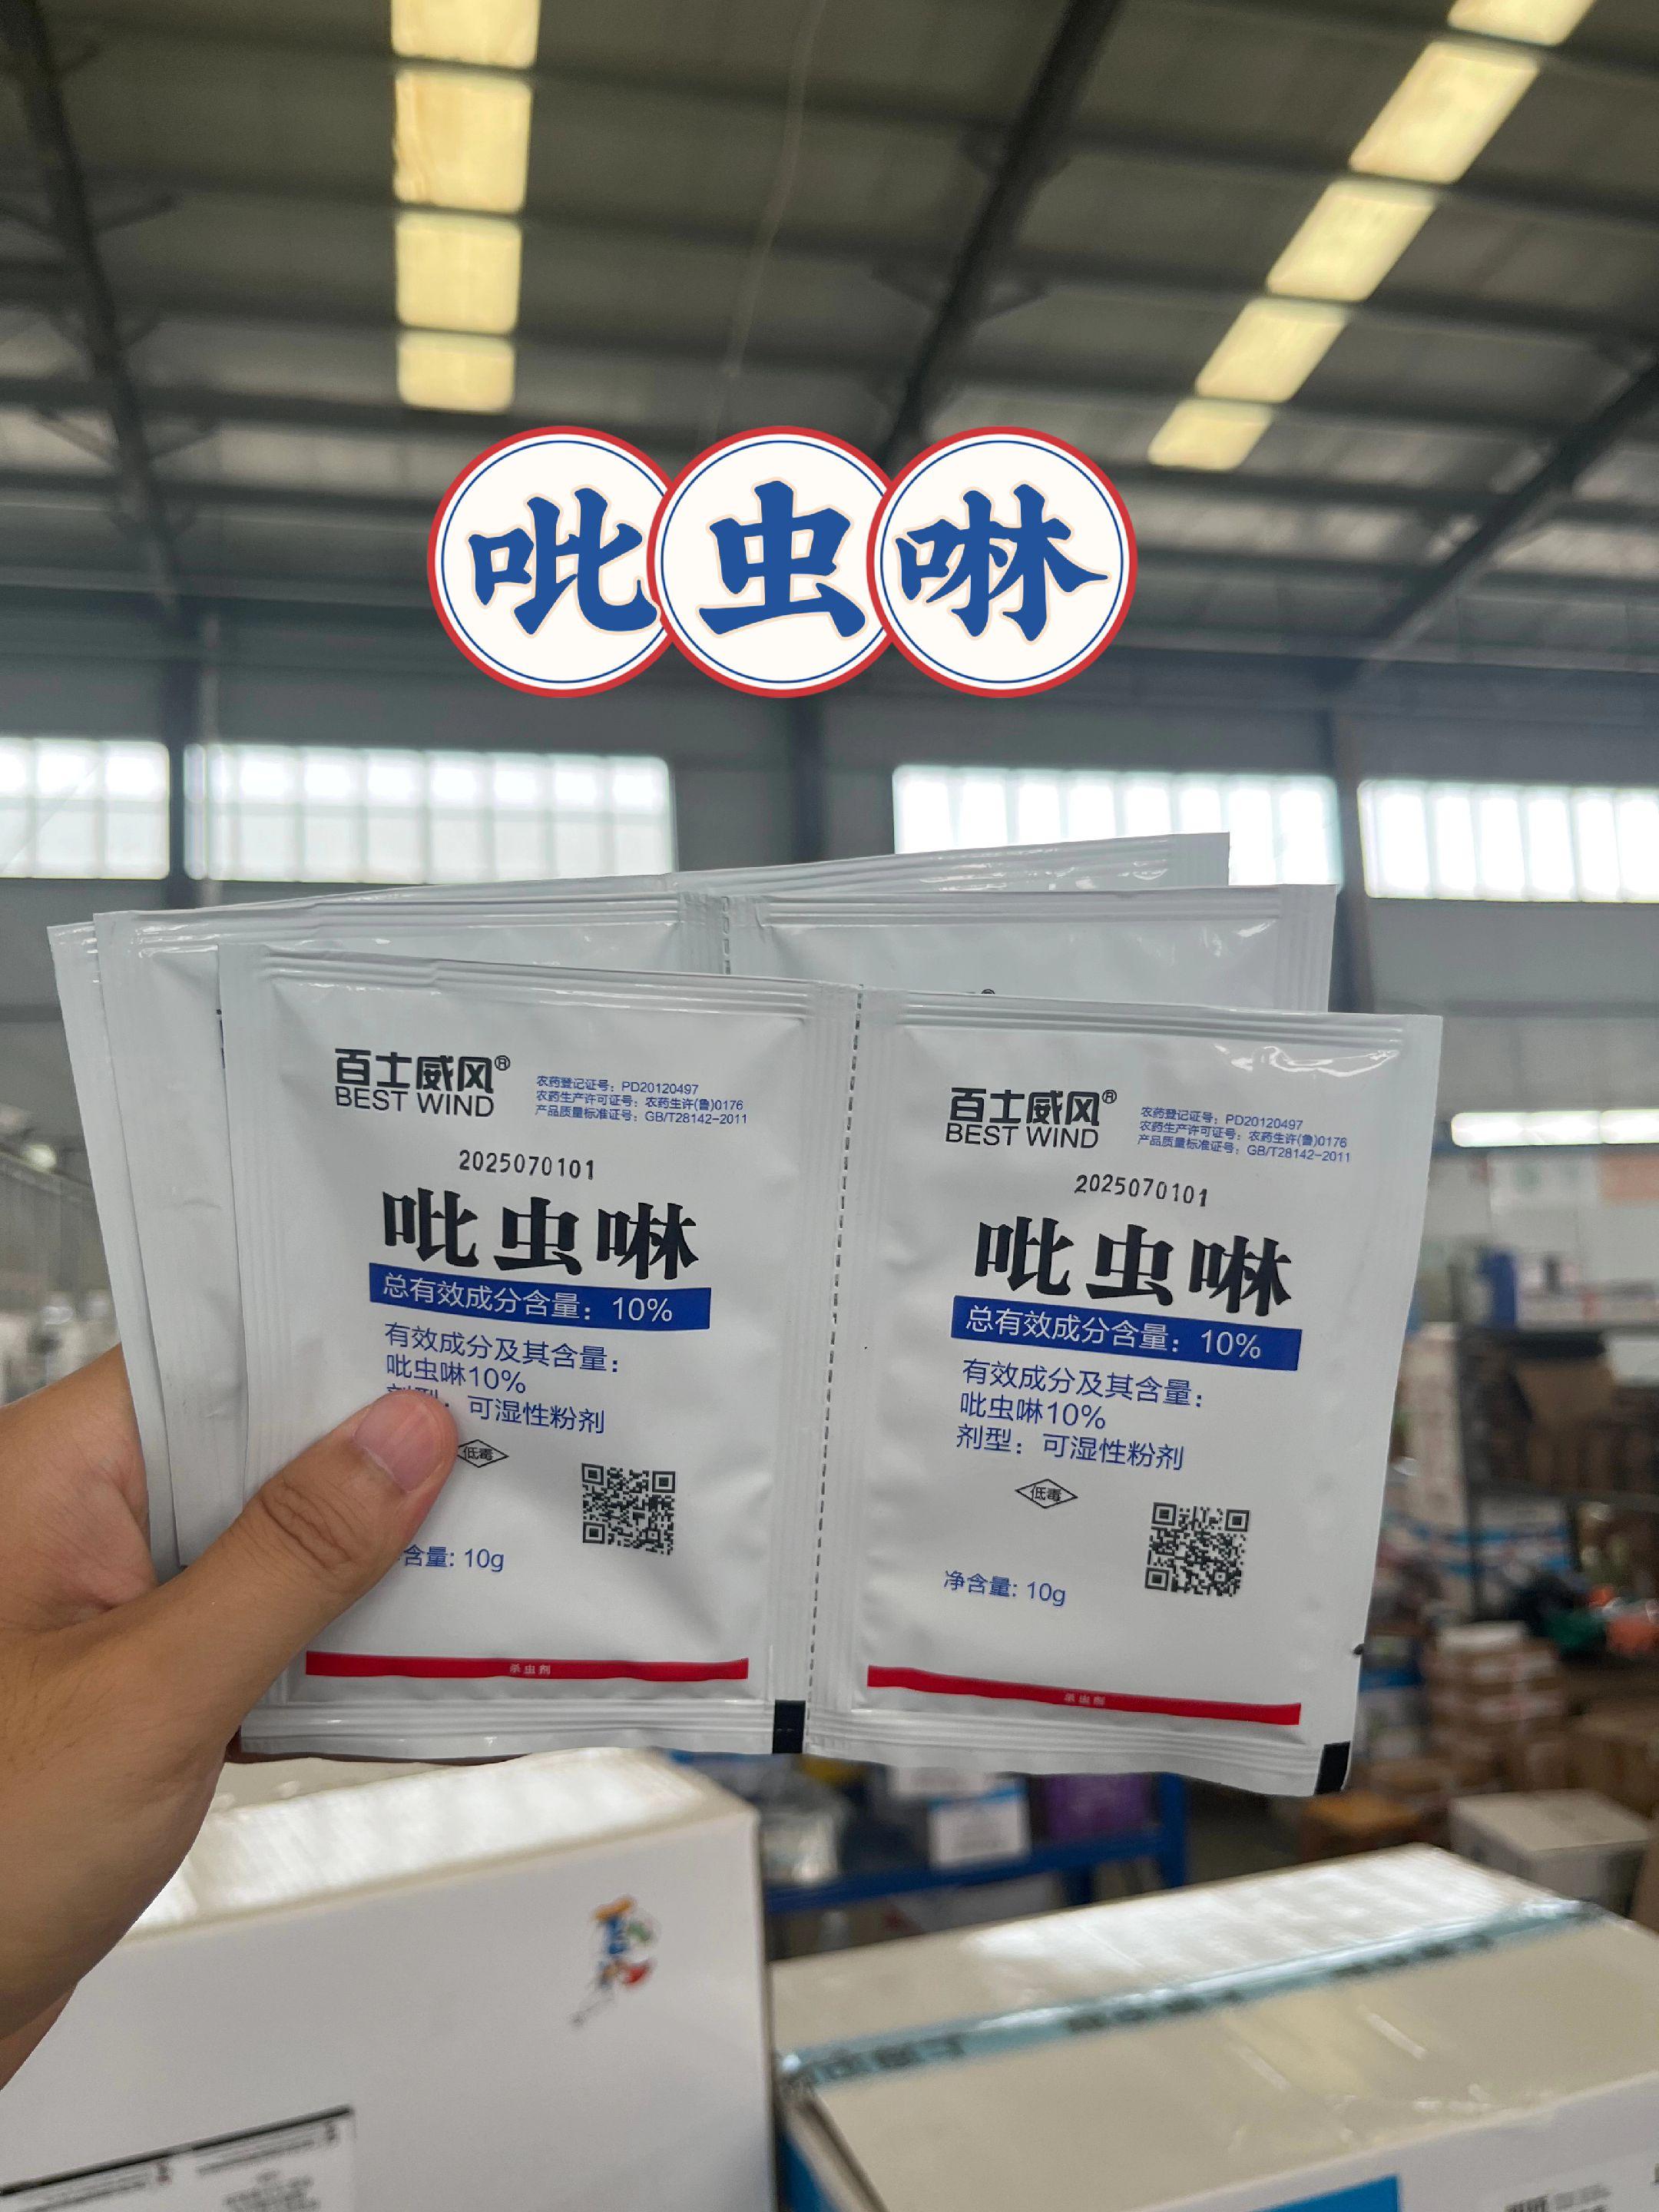 吡虫啉
百士威风®
BEST WIND
农药登记证号：PD20120497
农药生产许可证号：农药生许(鲁)0176
产品质量标准证号：GB/T28142-2011
2025070101
吡虫啉
总有效成分含量：10%
有效成分及其含量：
吡虫啉10%
可湿性粉剂
低毒
含量: 10g
杀虫剂
百士威风®
BEST WIND
农药登记证号：PD20120497
农药生产许可证号：农药生许(鲁)0176
产品质量标准证号：GB/T28142-2011
2025070101
吡虫啉
总有效成分含量：10%
有效成分及其含量：
吡虫啉10%
剂型：可湿性粉剂
低毒
净含量: 10g
杀虫剂